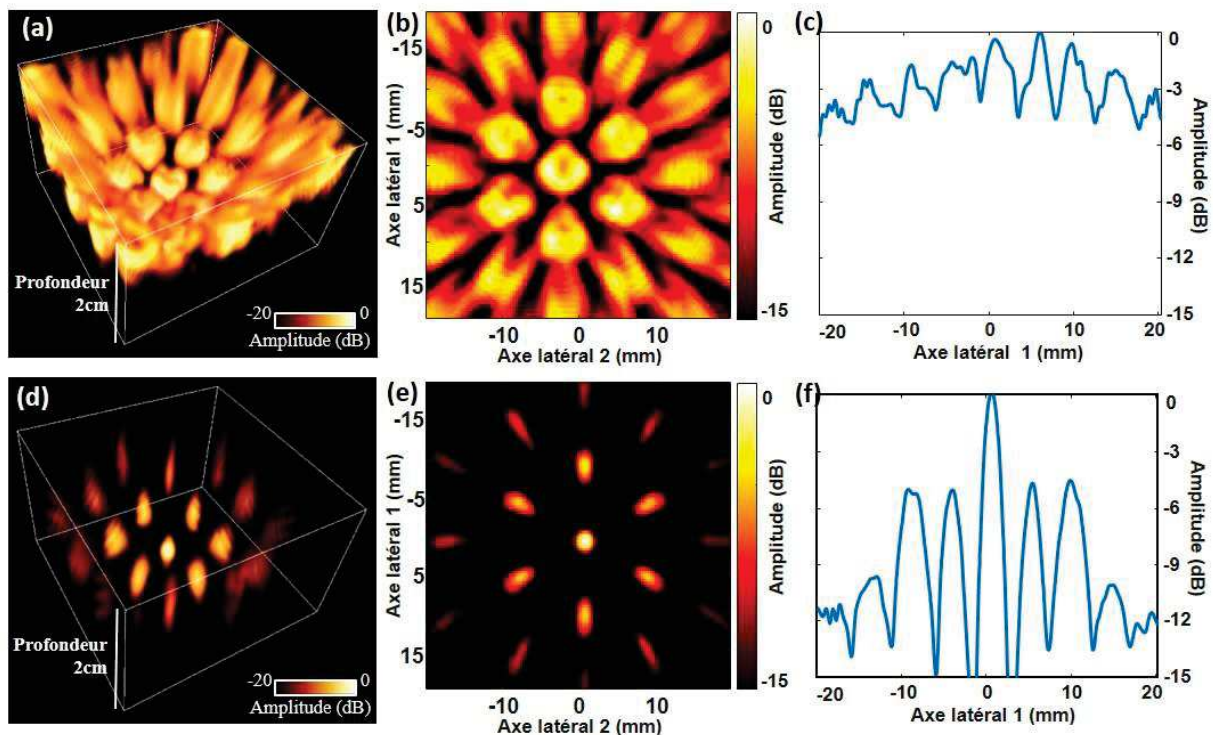 (a)
Profondeur
2cm
-20 0
Amplitude (dB)
(b)
Axe latéral 1 (mm)
-15
-5
5
15
-10 0 10
Axe latéral 2 (mm)
0
-15
Amplitude (dB)
(c)
0
-3
-6
-9
-12
-15
Amplitude (dB)
-20 -10 0 10 20
Axe latéral 1 (mm)
(d)
Profondeur
2cm
-20 0
Amplitude (dB)
(e)
Axe latéral 1 (mm)
-15
-5
5
15
-10 0 10
Axe latéral 2 (mm)
0
-15
Amplitude (dB)
(f)
0
-3
-6
-9
-12
-15
Amplitude (dB)
-20 -10 0 10 20
Axe latéral 1 (mm)